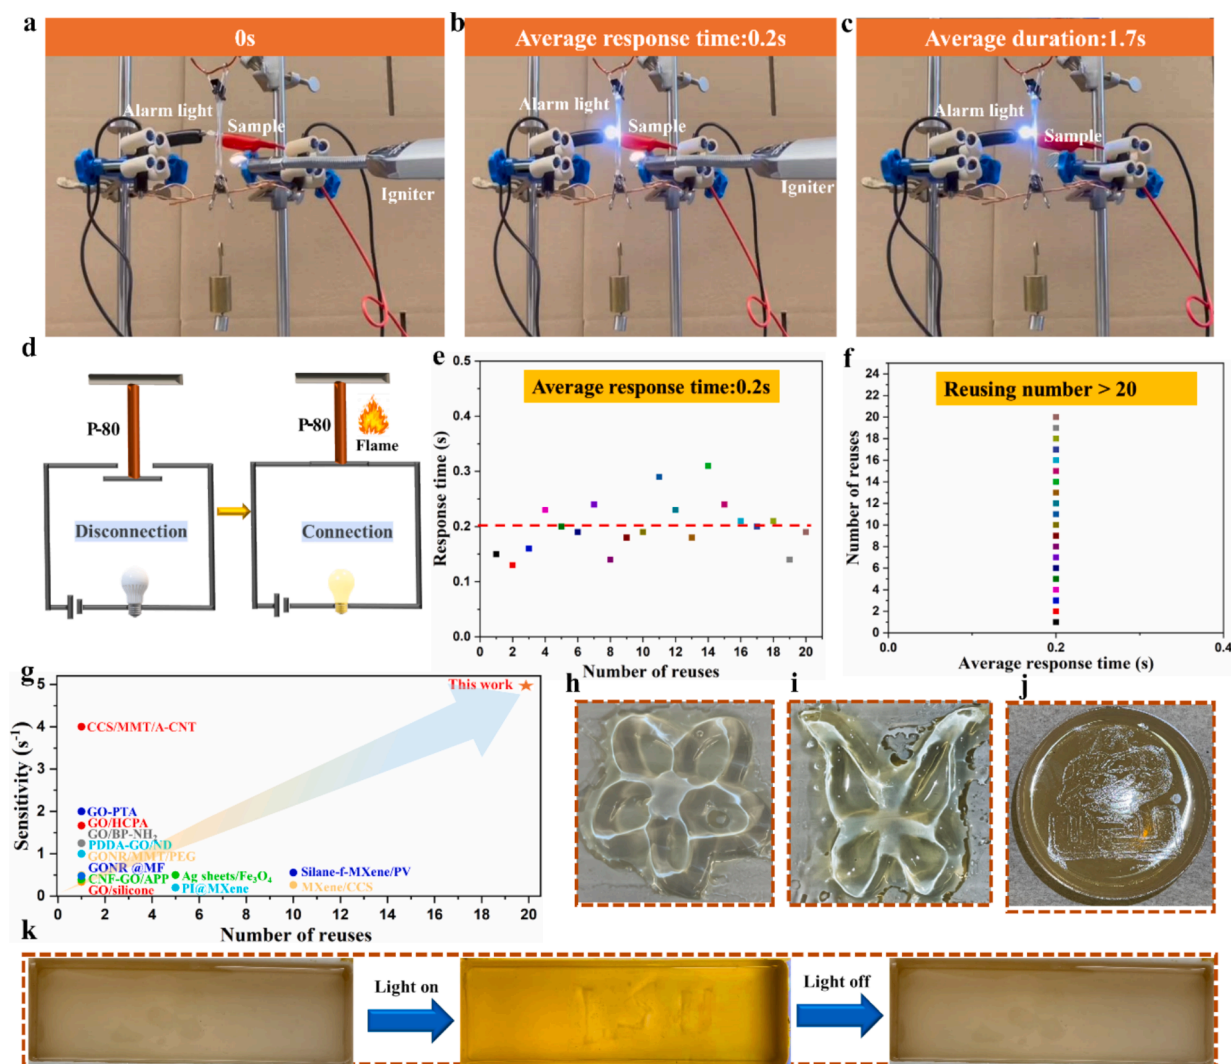 a
0s
Alarm light
Sample
Igniter
b
Average response time:0.2s
Alarm light
Sample
Igniter
c
Average duration:1.7s
Alarm light
Sample
d
P-80
Disconnection
P-80
Flame
Connection
e
Average response time:0.2s
Response time (s)
0.5
0.4
0.3
0.2
0.1
0.0
0 2 4 6 8 10 12 14 16 18 20
Number of reuses
f
Reusing number > 20
Number of reuses
24
22
20
18
16
14
12
10
8
6
4
2
0
0.0 0.2 0.4
Average response time (s)
g
This work
Sensitivity (s⁻¹)
5
4
3
2
1
0
CCS/MMT/A-CNT
GO-PTA
GO/HCPA
GO/BP-NH₂
PDDA-GO/ND
GONR/MMT/PEG
GONR @MF
CNF-GO/APP
GO/silicone
Ag sheets/Fe₃O₄
PI@MXene
Silane-f-MXene/PV
MXene/CCS
0 2 4 6 8 10 12 14 16 18 20
Number of reuses
h
i
j
k
Light on
Light off